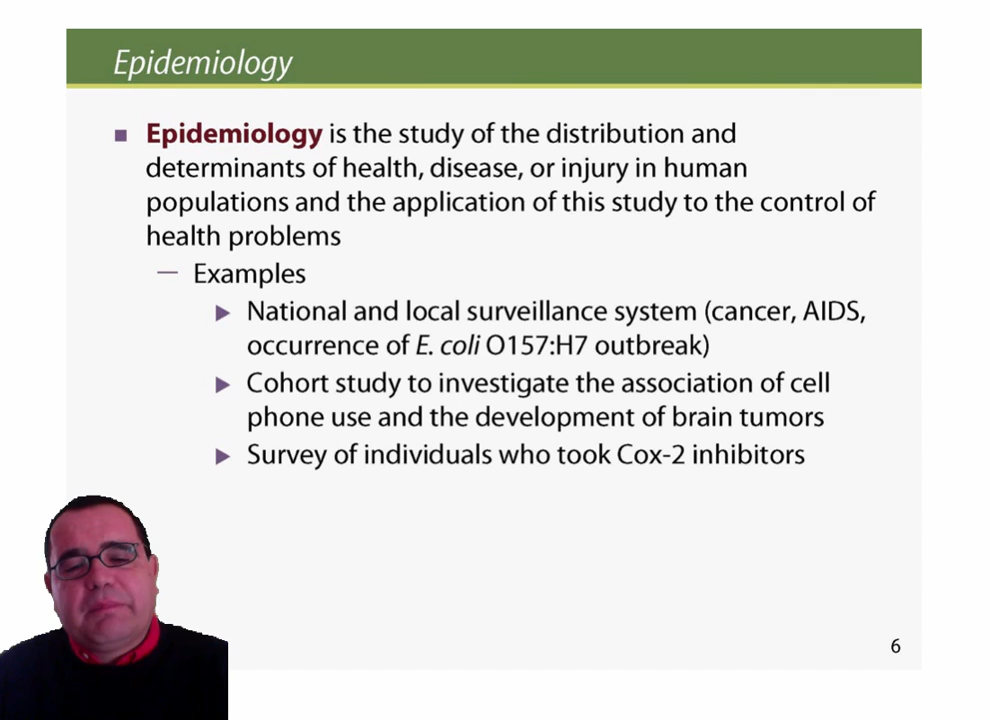 Epidemiology
Epidemiology is the study of the distribution and
determinants of health, disease, or injury in human
populations and the application of this study to the control of
health problems
— Examples
National and local surveillance system (cancer, AIDS,
occurrence of E. coli O157:H7 outbreak)
Cohort study to investigate the association of cell
phone use and the development of brain tumors
Survey of individuals who took Cox-2 inhibitors
6